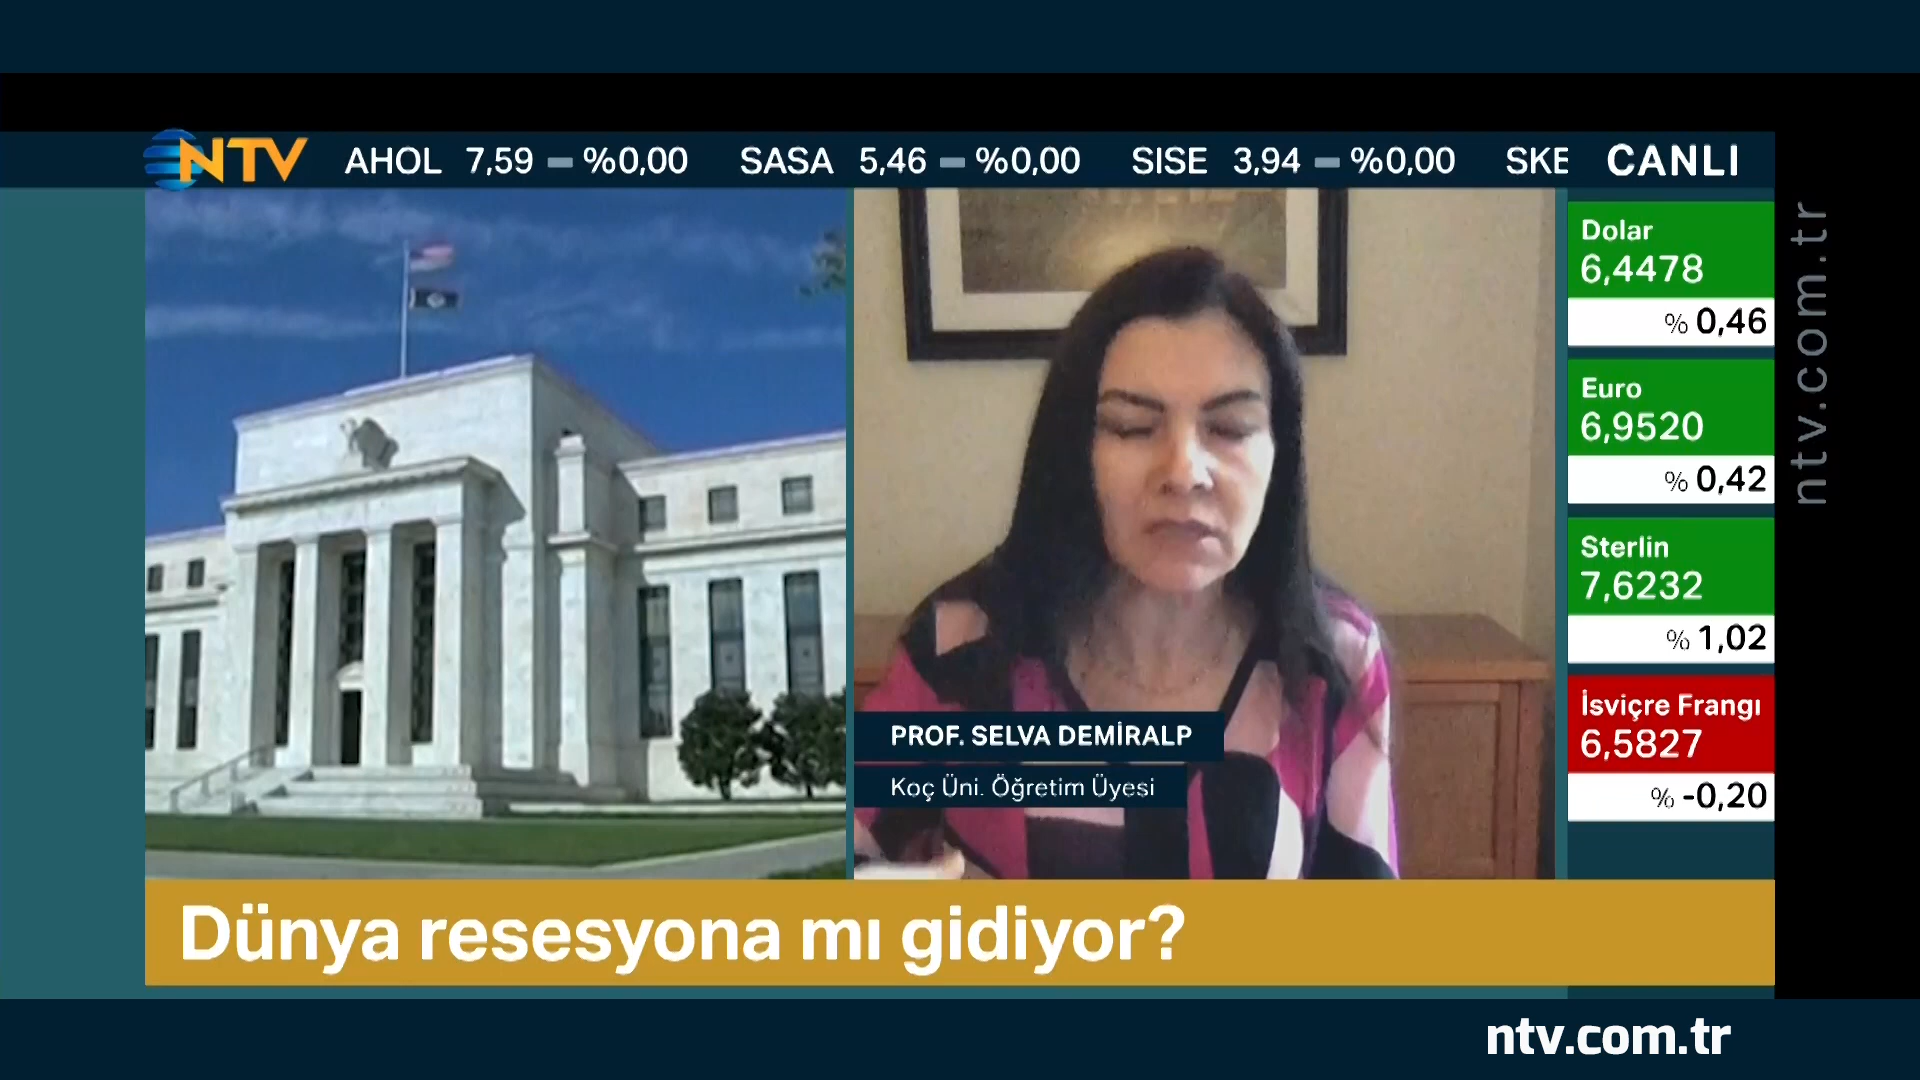 NTV
AHOL 7,59 %0,00 SASA 5,46 %0,00 SISE 3,94 %0,00 SKE
CANLI
Dolar
6,4478
% 0,46
Euro
6,9520
% 0,42
Sterlin
7,6232
% 1,02
İsviçre Frangı
6,5827
% -0,20
ntv.com.tr
PROF. SELVA DEMİRALP
Koç Üni. Öğretim Üyesi
Dünya resesyona mı gidiyor?
ntv.com.tr